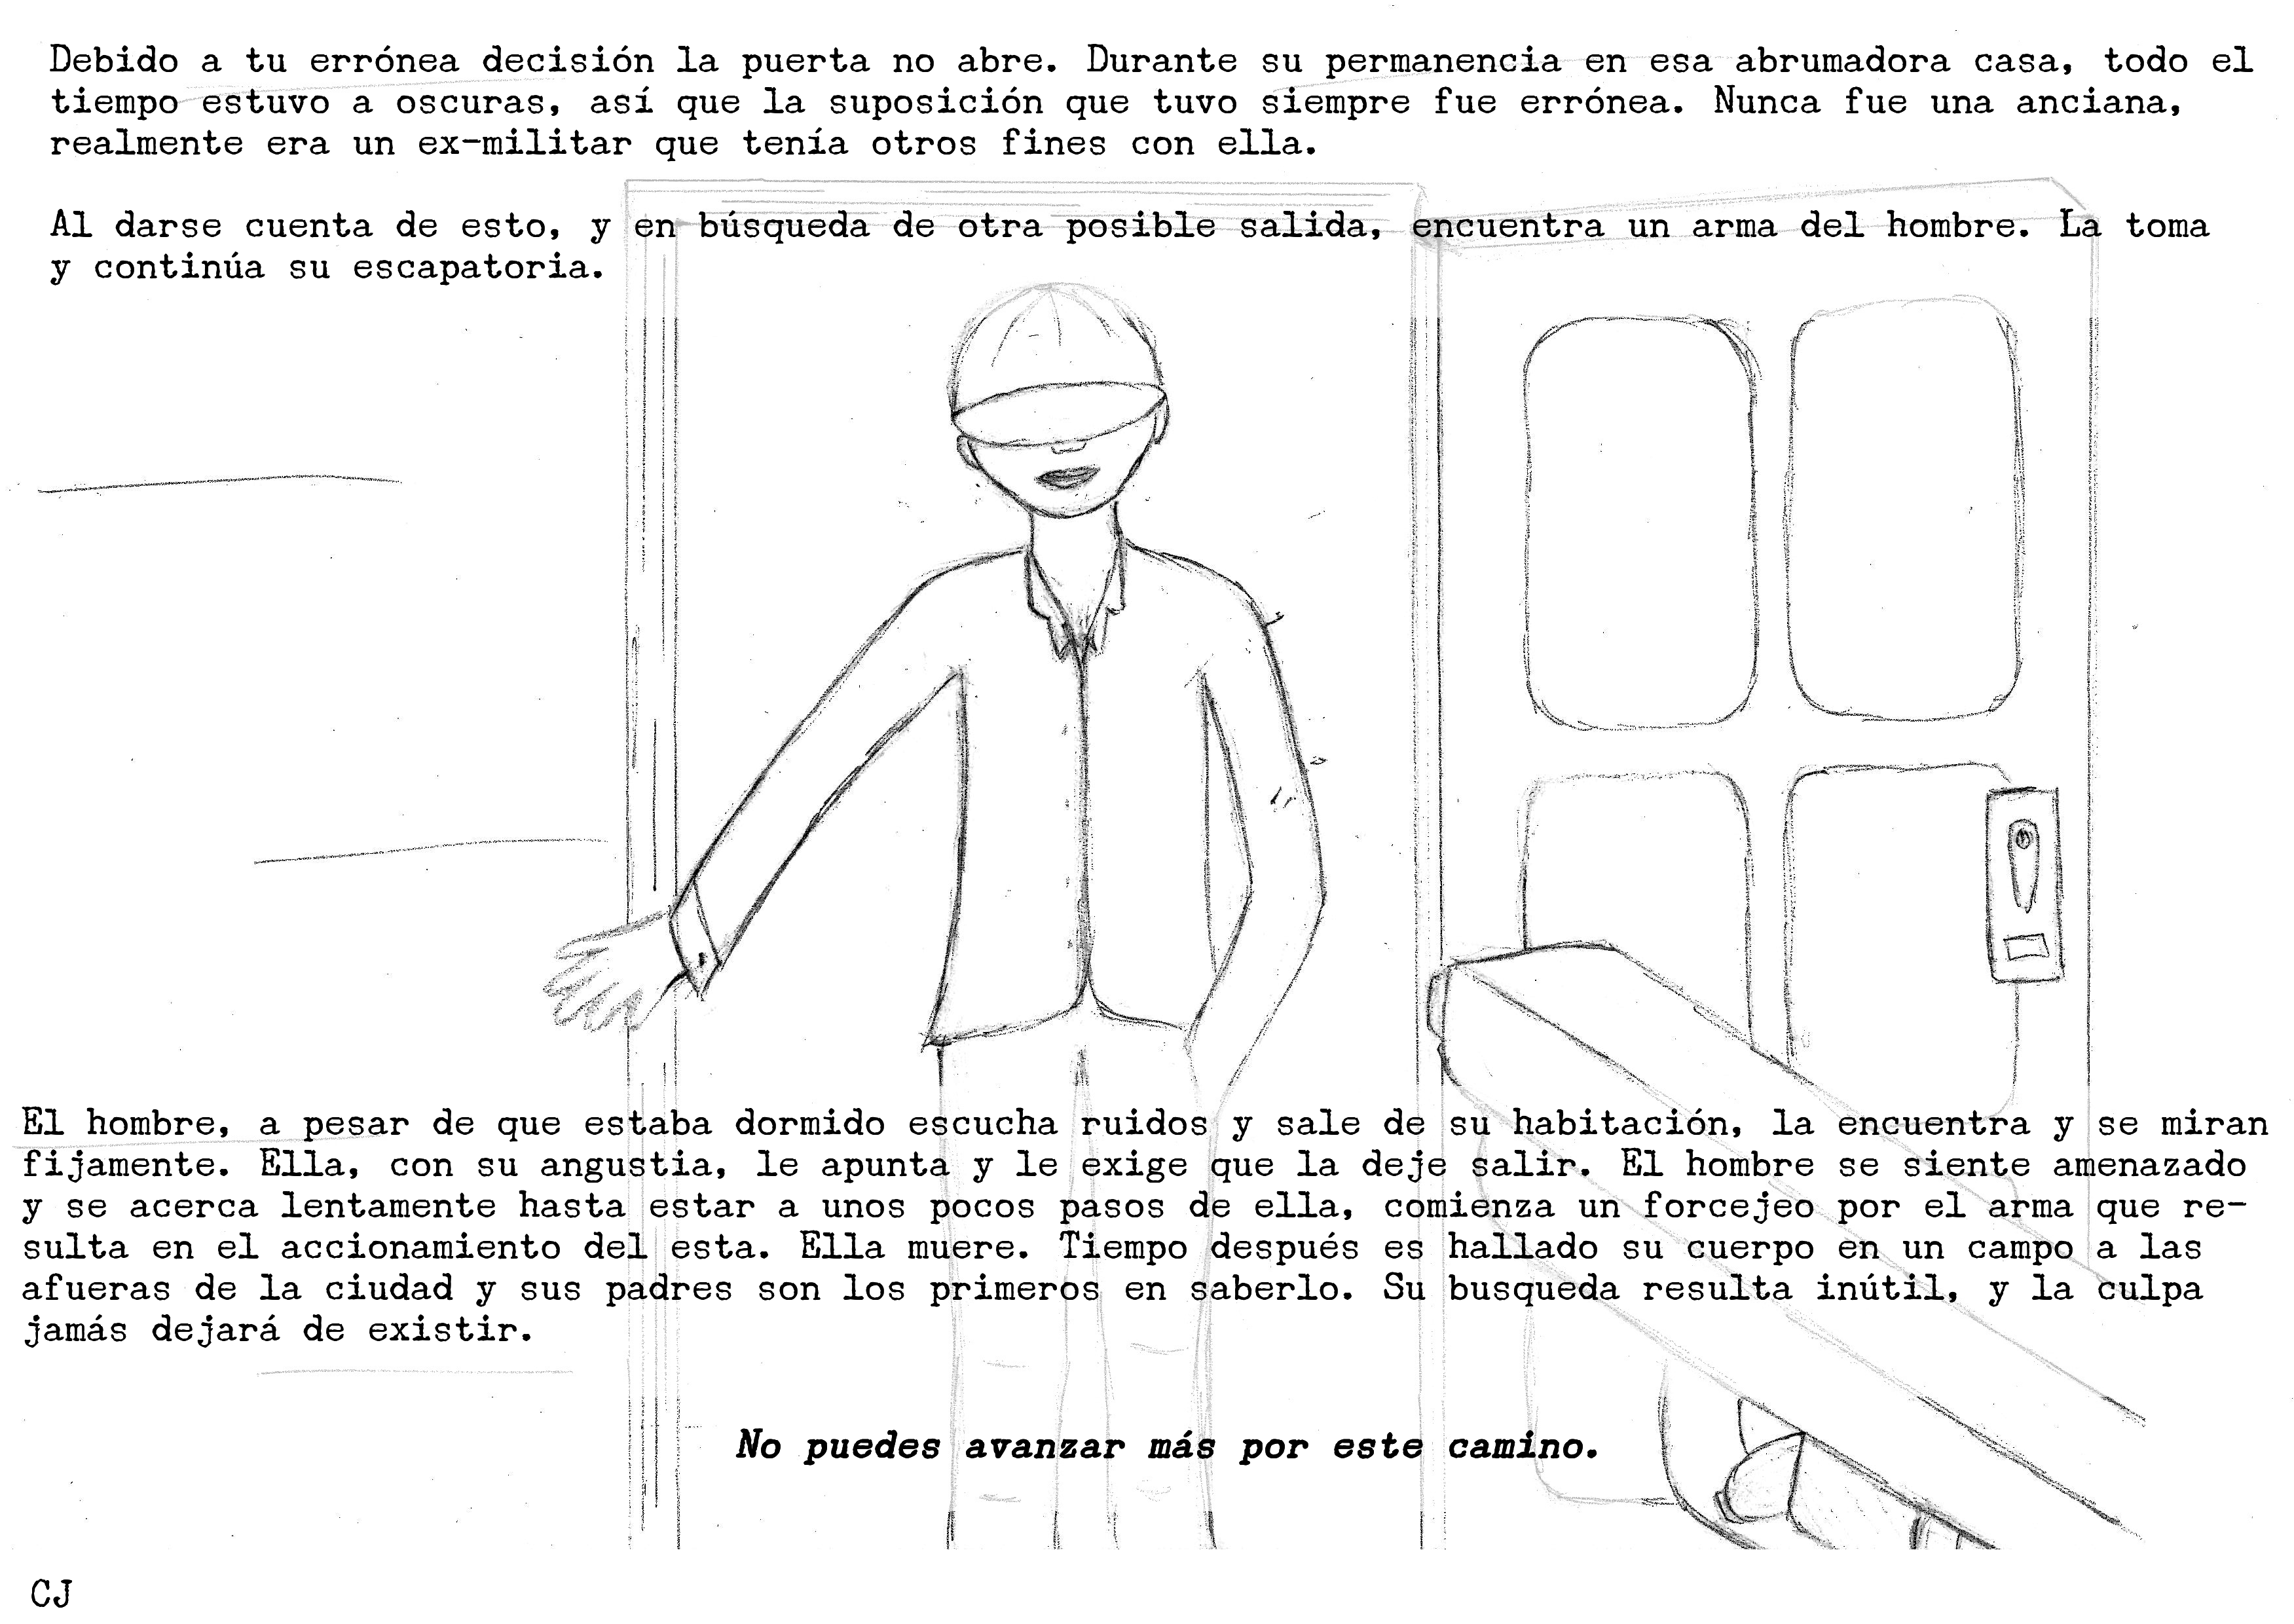 Debido a tu errónea decisión la puerta no abre. Durante su permanencia en esa abrumadora casa, todo el
tiempo estuvo a oscuras, así que la suposición que tuvo siempre fue errónea. Nunca fue una anciana,
realmente era un ex-militar que tenía otros fines con ella.
Al darse cuenta de esto, y en búsqueda de otra posible salida, encuentra un arma del hombre. La toma
y continúa su escapatoria.
El hombre, a pesar de que estaba dormido escucha ruidos y sale de su habitación, la encuentra y se miran
fijamente. Ella, con su angustia, le apunta y le exige que la deje salir. El hombre se siente amenazado
y se acerca lentamente hasta estar a unos pocos pasos de ella, comienza un forcejeo por el arma que re-
sulta en el accionamiento del esta. Ella muere. Tiempo después es hallado su cuerpo en un campo a las
afueras de la ciudad y sus padres son los primeros en saberlo. Su busqueda resulta inútil, y la culpa
jamás dejará de existir.
No puedes avanzar más por este camino.
CJ